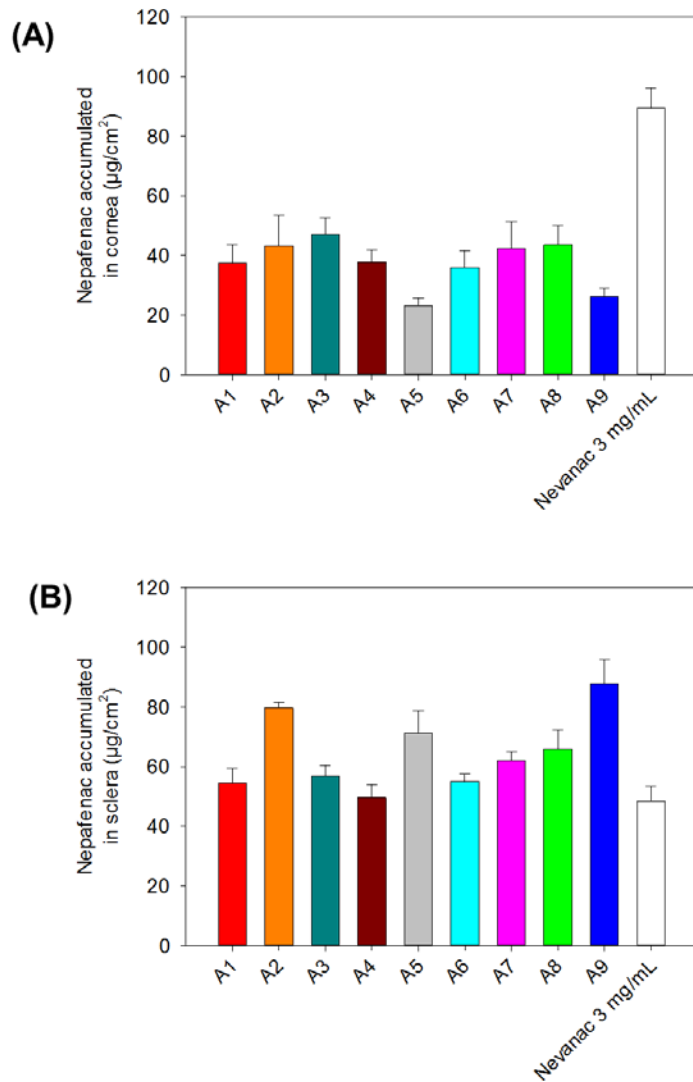 (A)
Nepafenac accumulated
in cornea (µg/cm²)
120
100
80
60
40
20
0
A1
A2
A3
A4
A5
A6
A7
A8
A9
Nevanac 3 mg/mL
(B)
Nepafenac accumulated
in sclera (µg/cm²)
120
100
80
60
40
20
0
A1
A2
A3
A4
A5
A6
A7
A8
A9
Nevanac 3 mg/mL